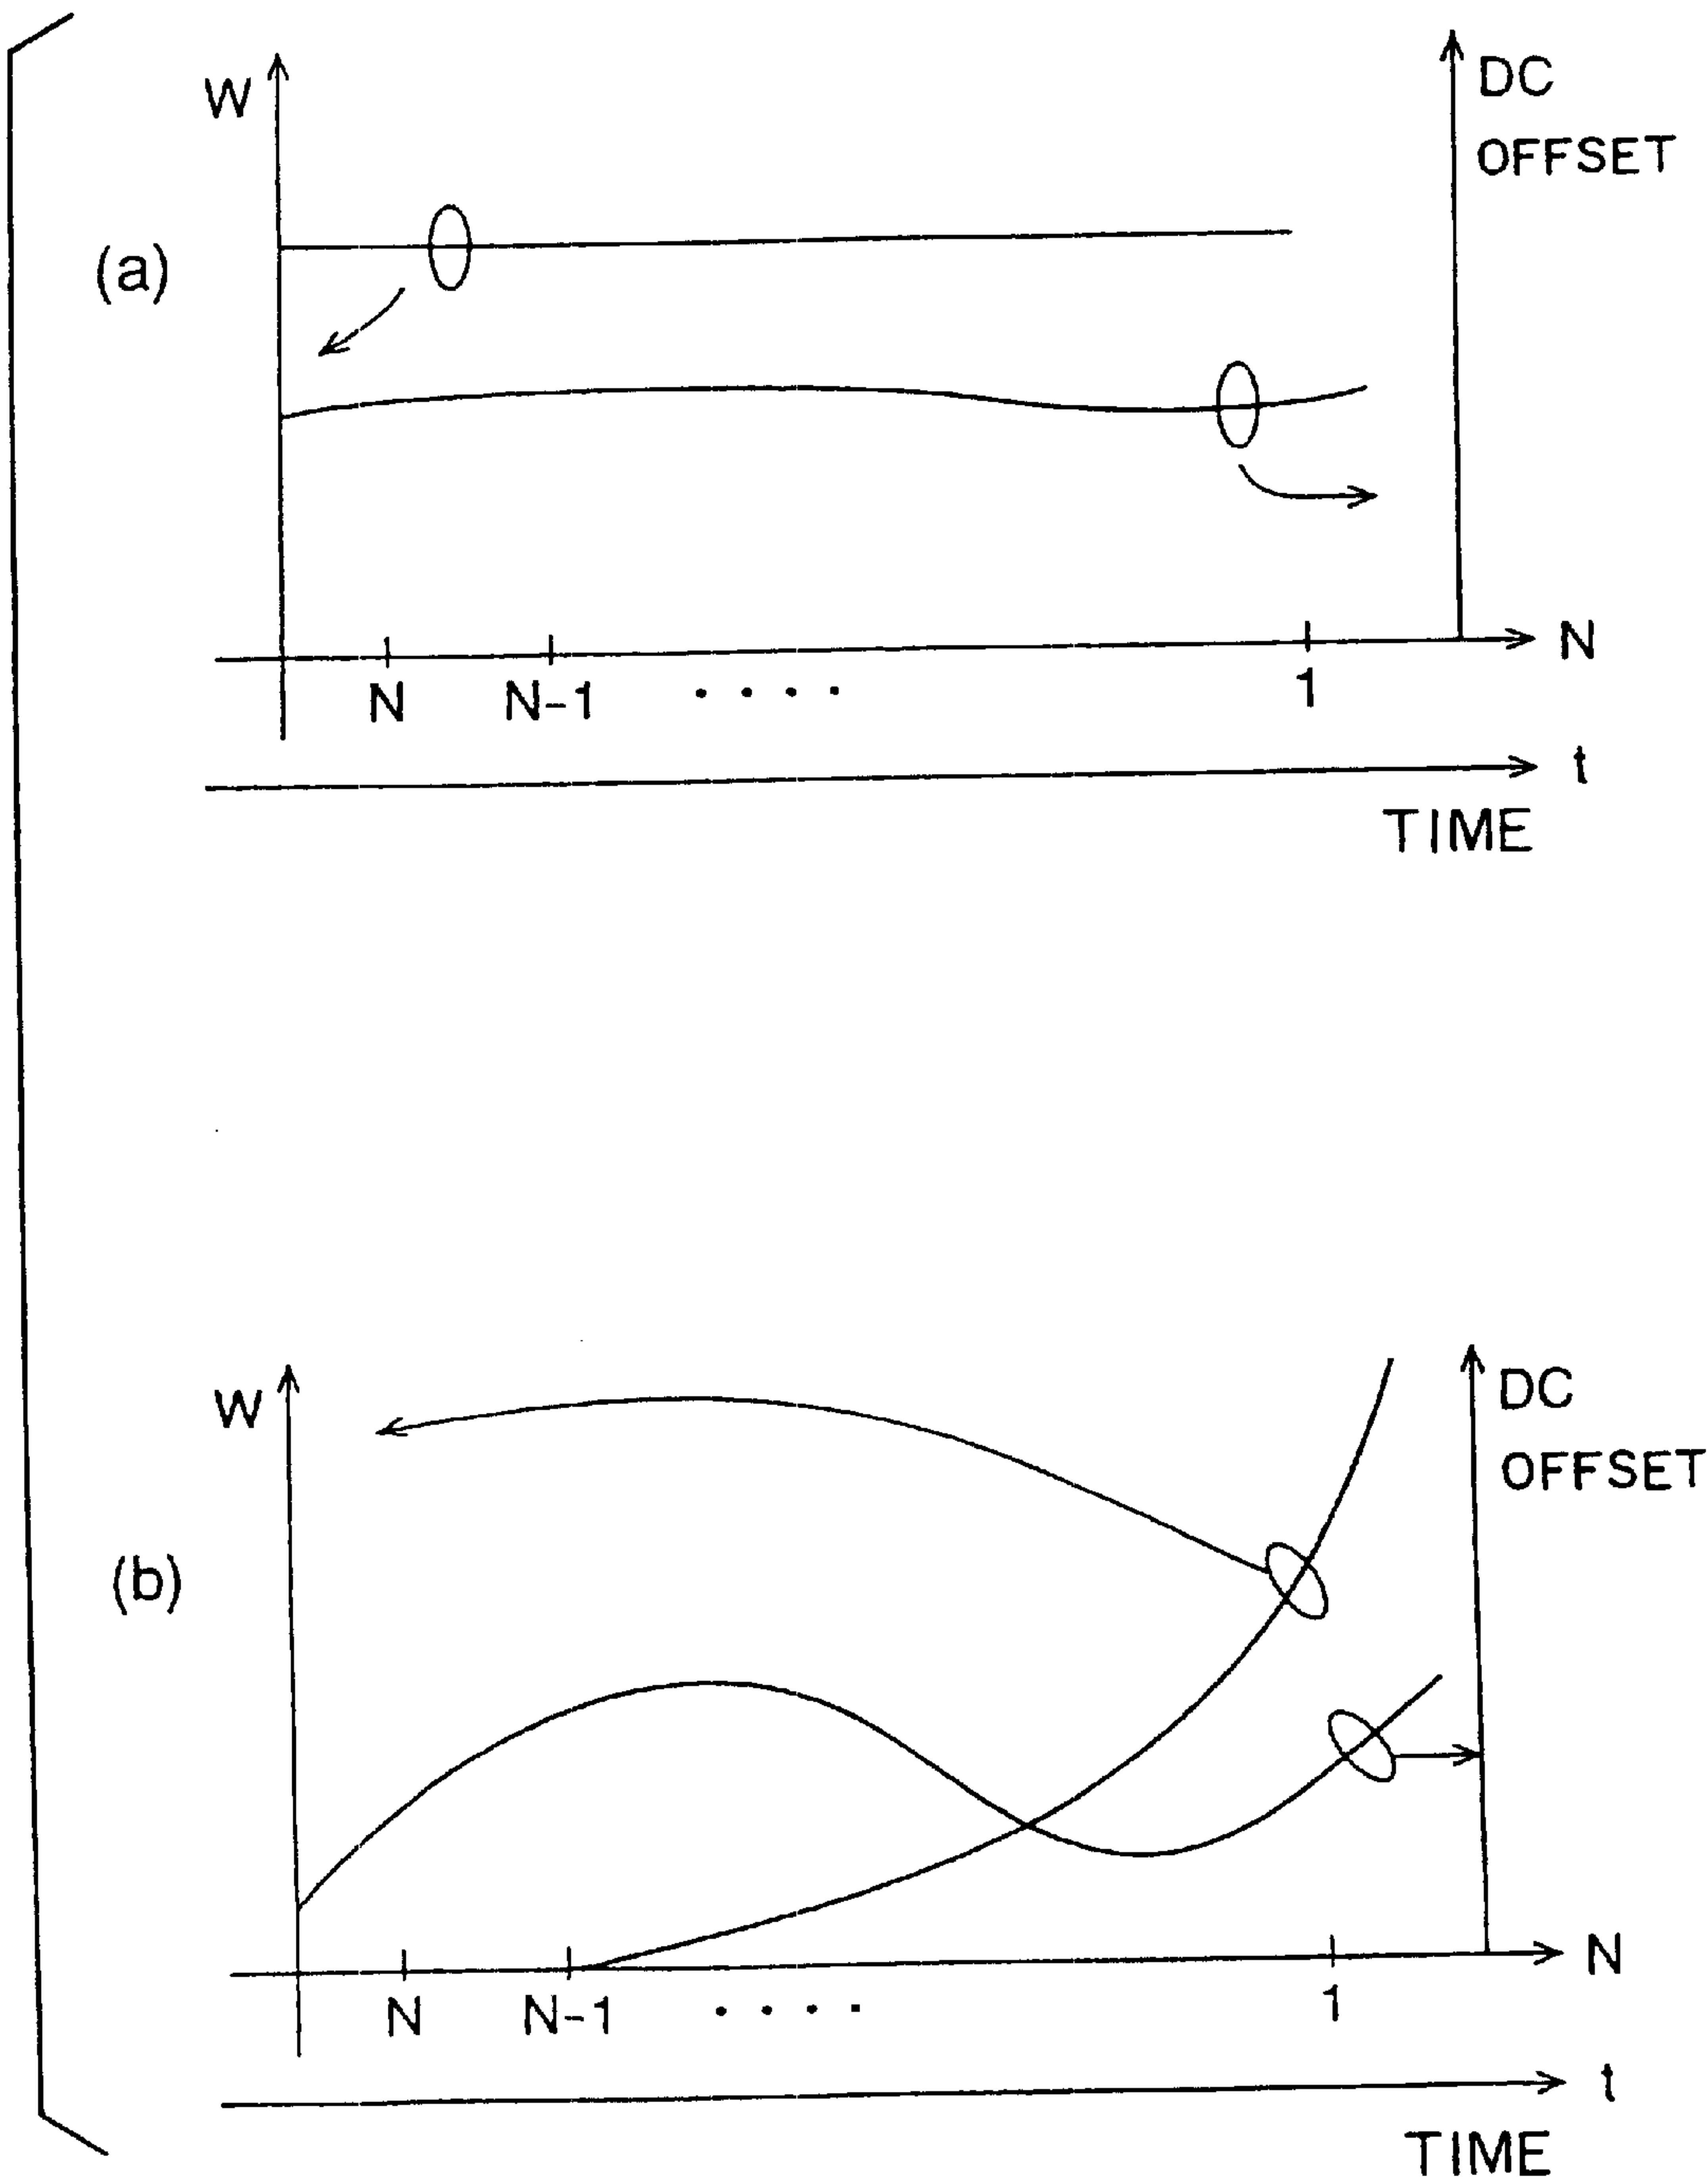 W
DC
OFFSET
(a)
N
N N-1 . . . . 1
t
TIME
W
DC
OFFSET
(b)
N
N N-1 . . . . 1
t
TIME